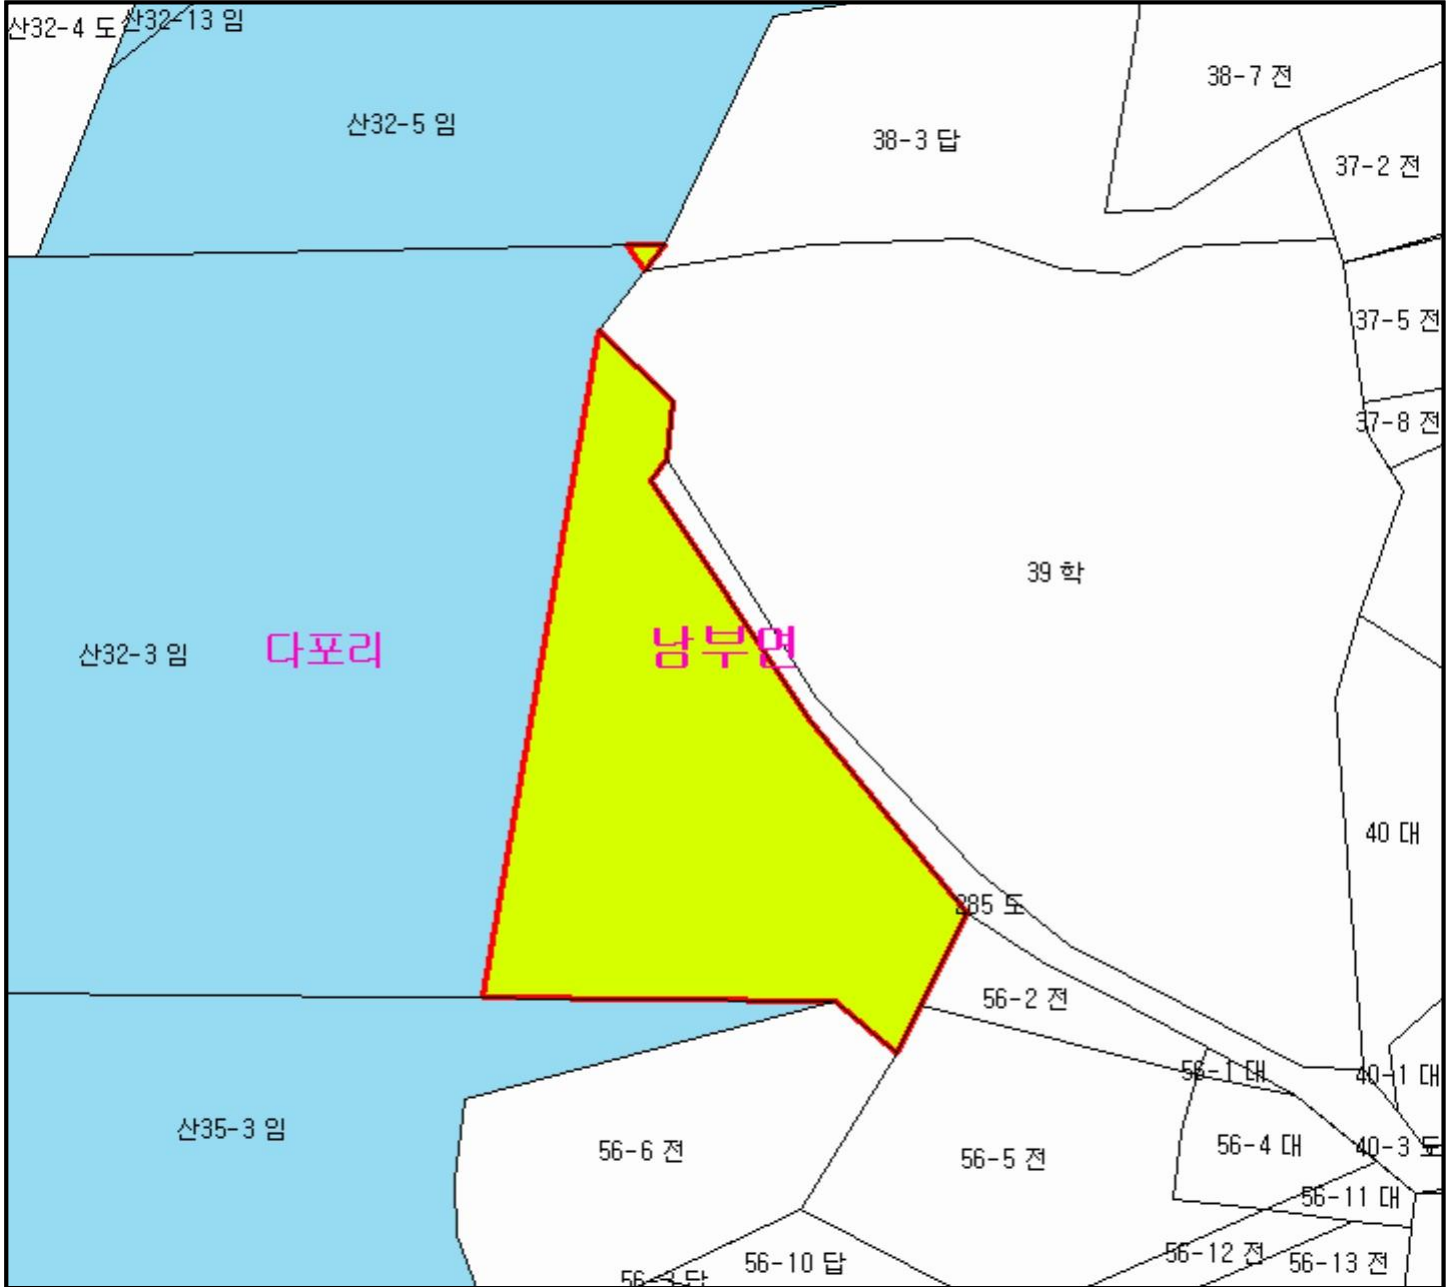 산32-4 도
산32-13 임
38-7 전
산32-5 임
38-3 답
37-2 전
37-5 전
37-8 전
39 학
산32-3 임
다포리
남부면
40 대
285 도
56-2 전
56-1 대
40-1 대
산35-3 임
56-6 전
56-5 전
56-4 대
40-3 도
56-11 대
56-12 전
56-10 답
56-13 전
56-3 답